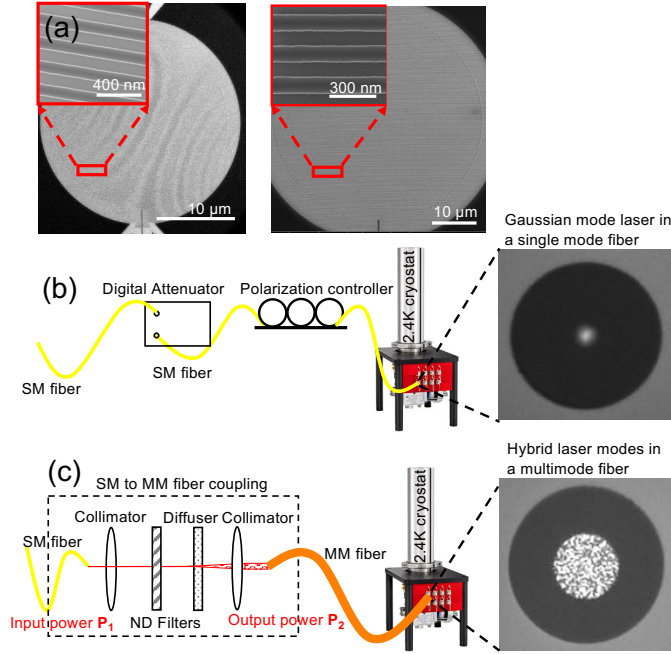 (a)
400 nm
10 µm
300 nm
10 µm
(b)
Digital Attenuator
Polarization controller
SM fiber
SM fiber
2.4K cryostat
Gaussian mode laser in
a single mode fiber
(c)
SM to MM fiber coupling
Collimator
Diffuser
Collimator
SM fiber
MM fiber
Input power P₁
ND Filters
Output power P₂
2.4K cryostat
Hybrid laser modes in
a multimode fiber